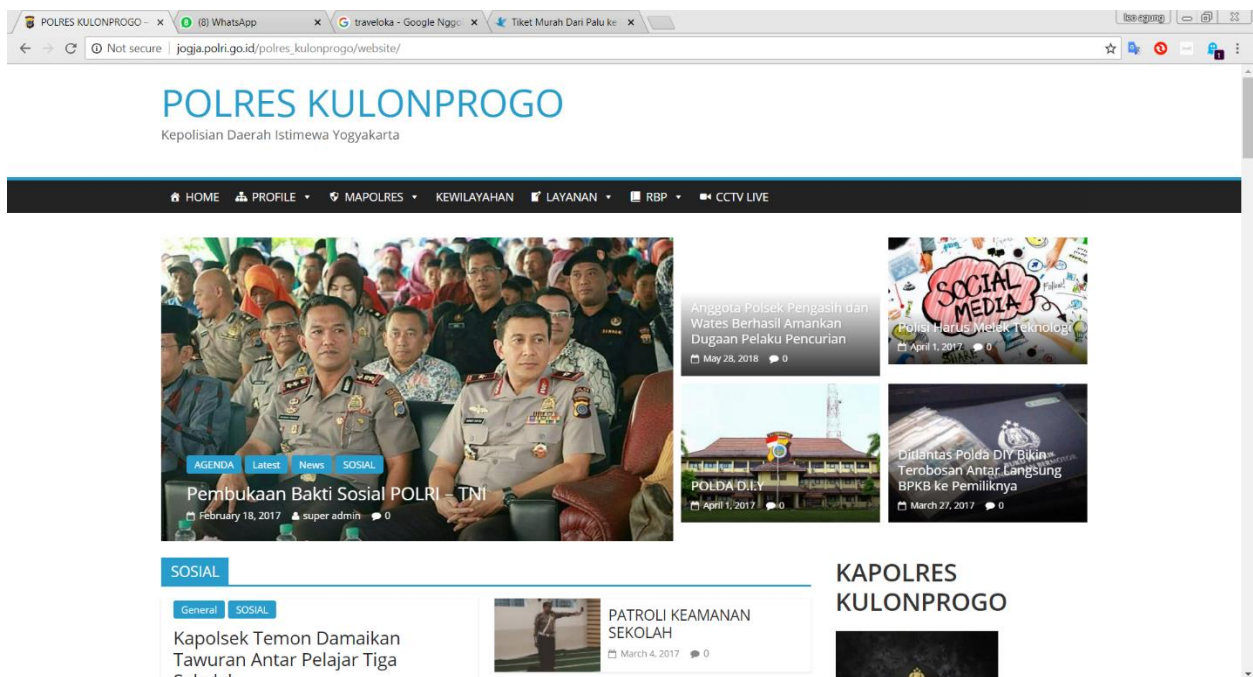 POLRES KULONPROGO –
(8) WhatsApp
traveloka - Google Nggo
Tiket Murah Dari Palu ke
Not secure jogja.polri.go.id/polres_kulonprogo/website/
POLRES KULONPROGO
Kepolisian Daerah Istimewa Yogyakarta
HOME PROFILE MAPOLRES KEWILAYAHAN LAYANAN RBP CCTV LIVE
AGENDA Latest News SOSIAL
Pembukaan Bakti Sosial POLRI – TNI
February 18, 2017 super admin 0
Anggota Polsek Pengasih dan
Wates Berhasil Amankan
Dugaan Pelaku Pencurian
May 28, 2018 0
SOCIAL
MEDIA
Polisi Harus Melek Teknologi
April 1, 2017 0
POLDA D.I.Y
April 1, 2017 0
Ditlantas Polda DIY Bikin
Terobosan Antar Langsung
BPKB ke Pemiliknya
March 27, 2017 0
SOSIAL
General SOSIAL
Kapolsek Temon Damaikan
Tawuran Antar Pelajar Tiga
PATROLI KEAMANAN
SEKOLAH
March 4, 2017 0
KAPOLRES
KULONPROGO